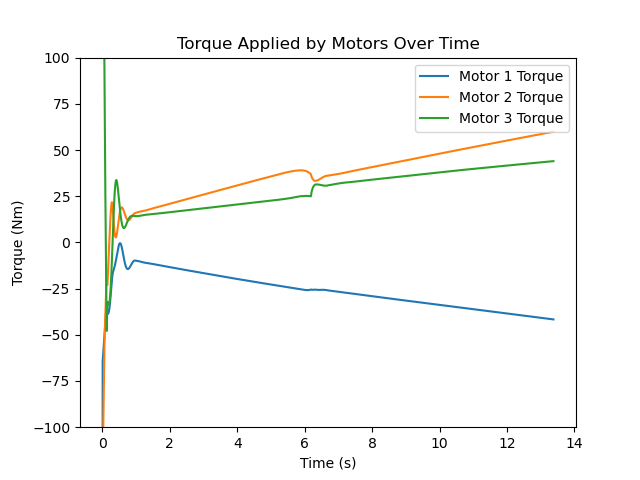 Torque Applied by Motors Over Time
Motor 1 Torque
Motor 2 Torque
Motor 3 Torque
Torque (Nm)
100
75
50
25
0
−25
−50
−75
−100
0 2 4 6 8 10 12 14
Time (s)